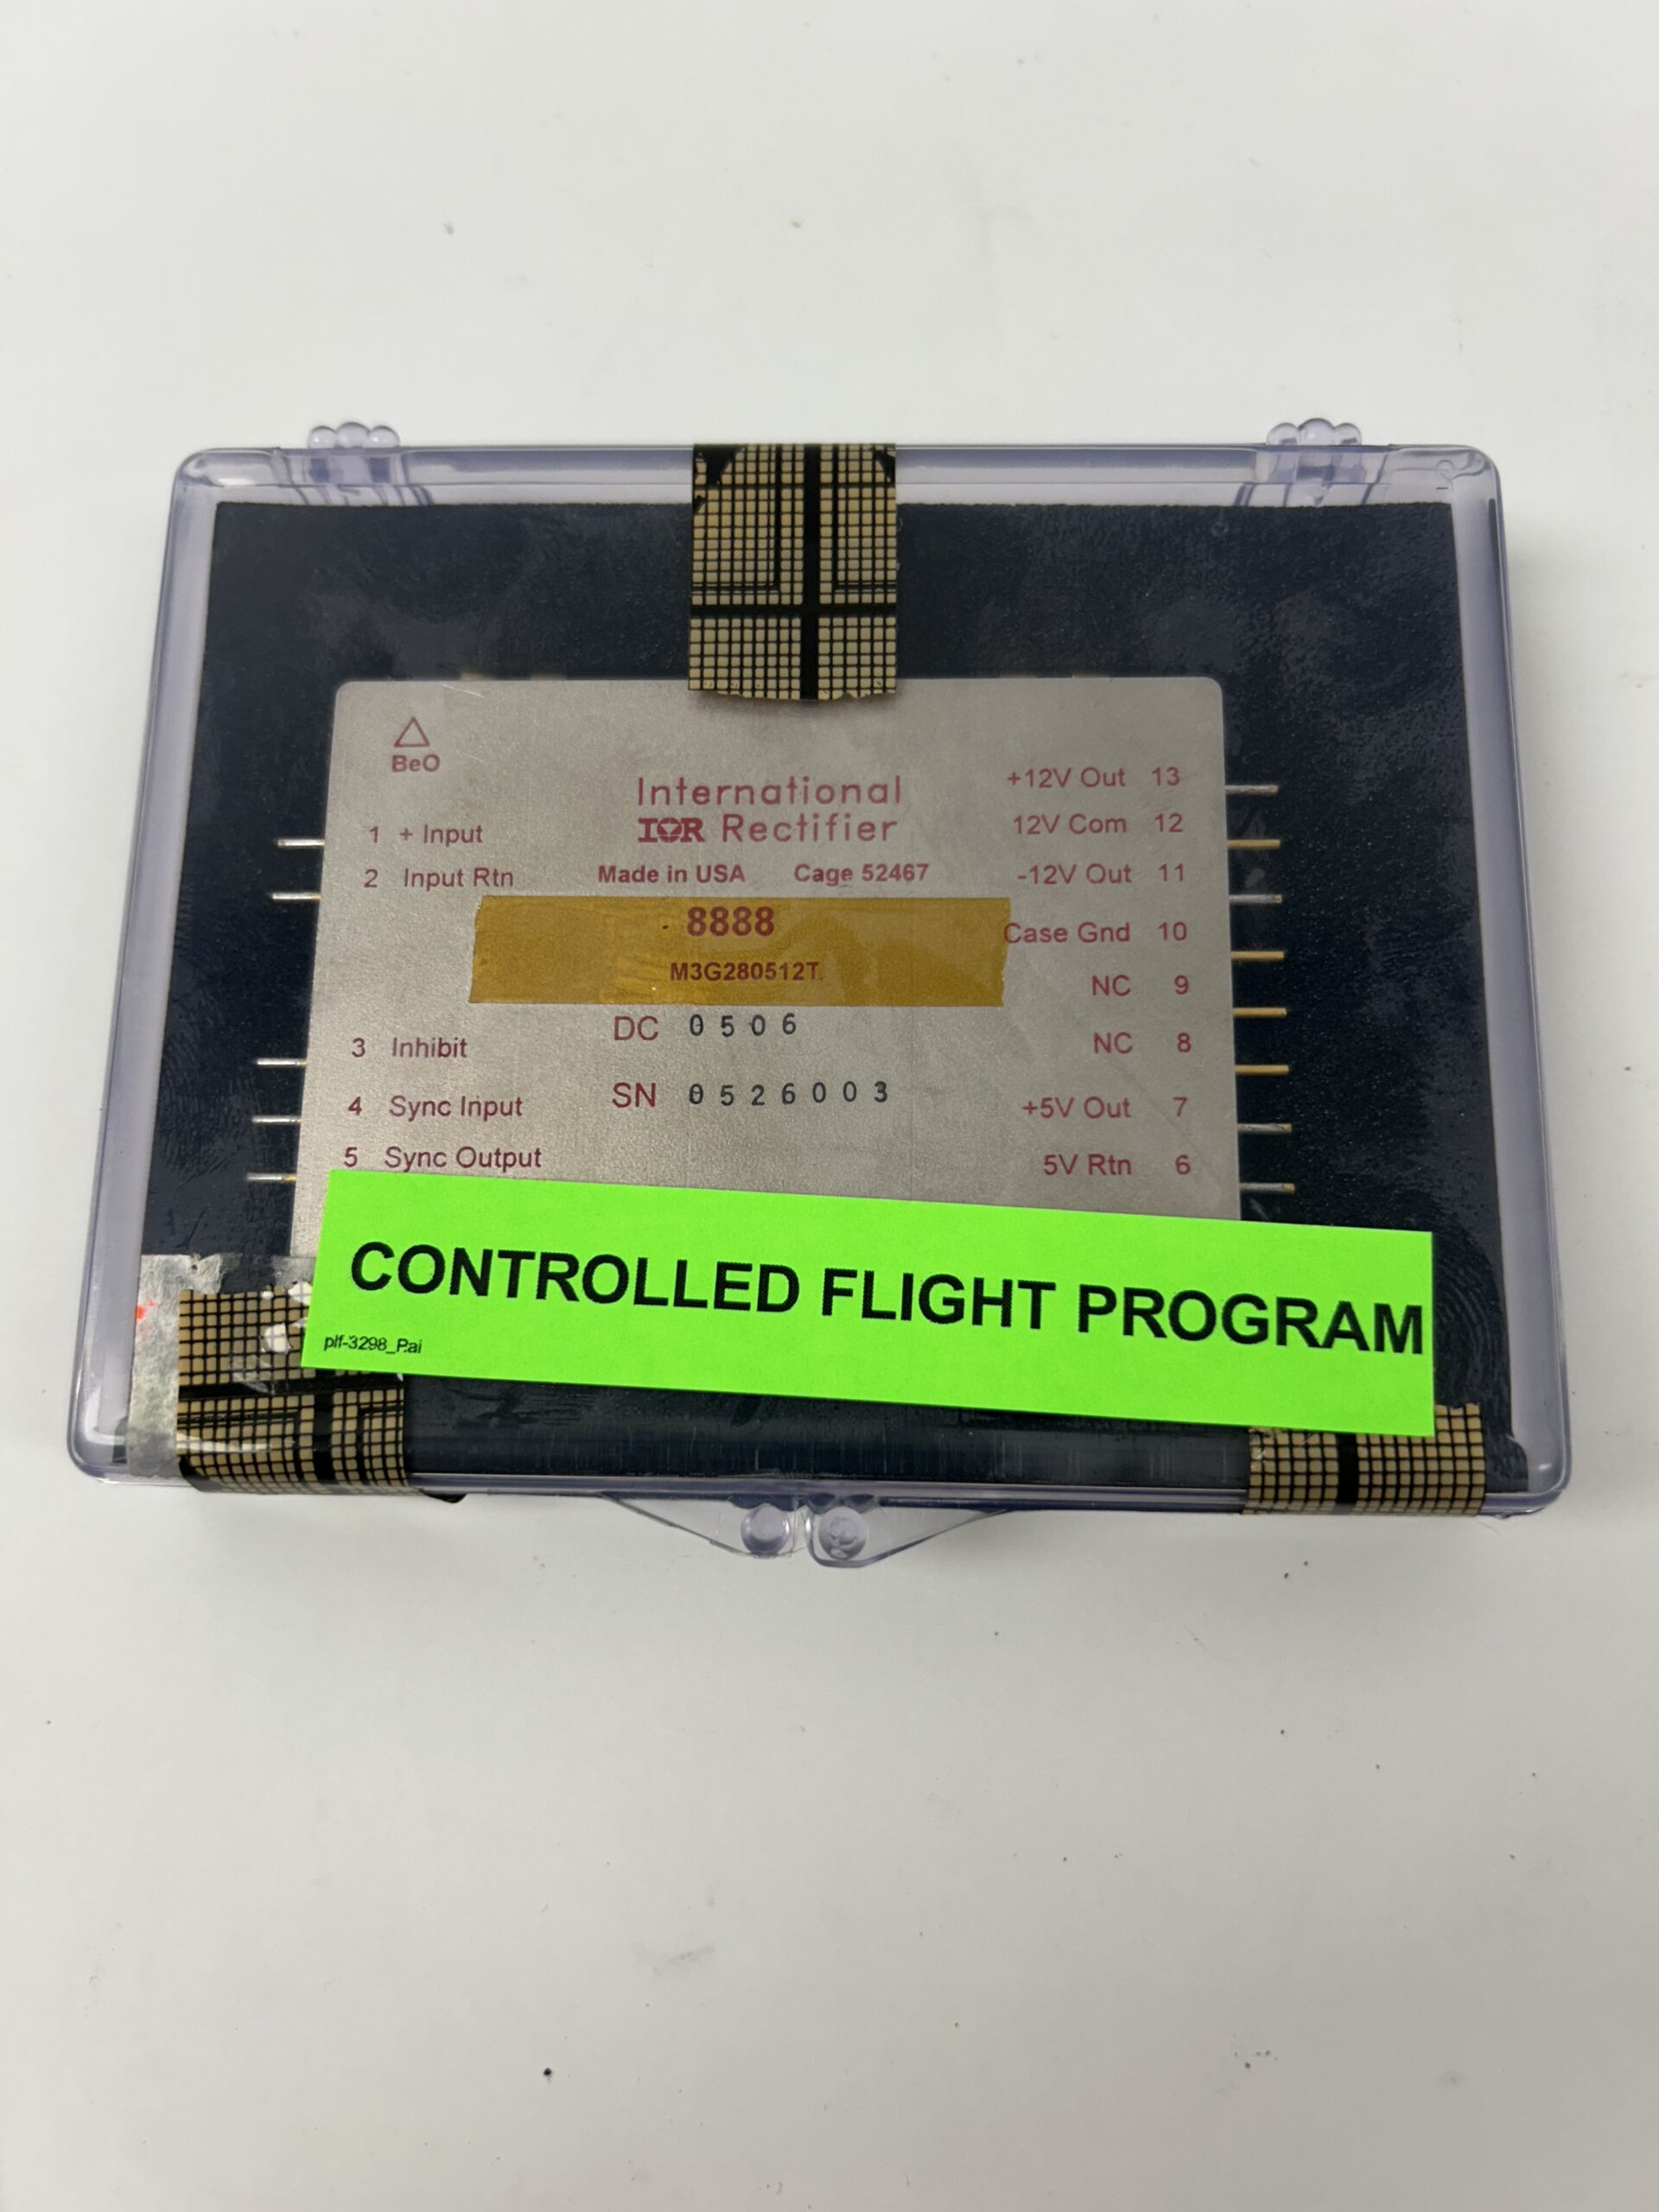 BeO
International
IOR Rectifier
Made in USA Cage 52467
8888
M3G280512T
DC 0506
SN 0526003
1 + Input
2 Input Rtn
3 Inhibit
4 Sync Input
5 Sync Output
+12V Out 13
12V Com 12
-12V Out 11
Case Gnd 10
NC 9
NC 8
+5V Out 7
5V Rtn 6
CONTROLLED FLIGHT PROGRAM
plf-3298_P.ai